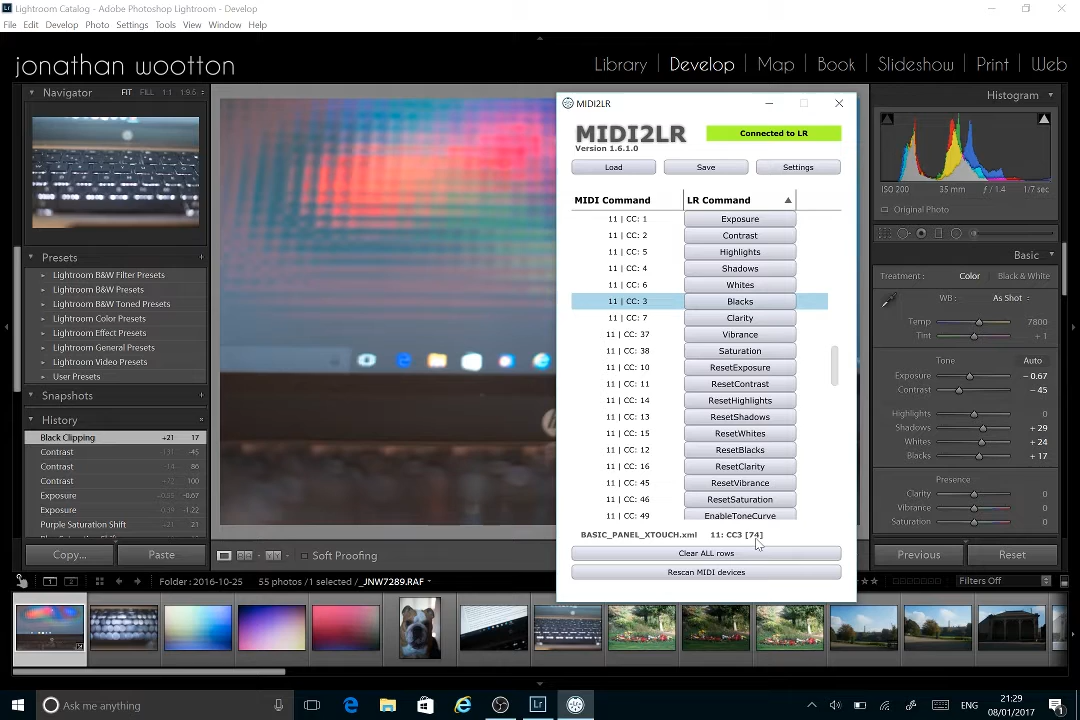 Lightroom Catalog - Adobe Photoshop Lightroom - Develop
File Edit Develop Photo Settings Tools View Window Help
jonathan wootton
Library Develop Map Book Slideshow Print Web
Navigator FIT FILL 1:1
Presets +
Lightroom B&W Filter Presets
Lightroom B&W Presets
Lightroom B&W Toned Presets
Lightroom Color Presets
Lightroom Effect Presets
Lightroom General Presets
Lightroom Video Presets
User Presets
Snapshots +
History
Black Clipping +21 17
Contrast -45
Contrast 86
Contrast 100
Exposure -0.67
Exposure -1.22
Purple Saturation Shift 21
Copy... Paste
Soft Proofing
MIDI2LR
MIDI2LR Connected to LR
Version 1.6.1.0
Load Save Settings
MIDI Command LR Command
11 | CC: 1 Exposure
11 | CC: 2 Contrast
11 | CC: 5 Highlights
11 | CC: 4 Shadows
11 | CC: 6 Whites
11 | CC: 3 Blacks
11 | CC: 7 Clarity
11 | CC: 37 Vibrance
11 | CC: 38 Saturation
11 | CC: 10 ResetExposure
11 | CC: 11 ResetContrast
11 | CC: 14 ResetHighlights
11 | CC: 13 ResetShadows
11 | CC: 15 ResetWhites
11 | CC: 12 ResetBlacks
11 | CC: 16 ResetClarity
11 | CC: 45 ResetVibrance
11 | CC: 46 ResetSaturation
11 | CC: 49 EnableToneCurve
BASIC_PANEL_XTOUCH.xml 11: CC3 [74]
Clear ALL rows
Rescan MIDI devices
Histogram
ISO 200 35 mm ƒ / 1.4 1/7 sec
Original Photo
Basic
Treatment : Color Black & White
WB : As Shot
Temp 7800
Tint + 1
Tone Auto
Exposure − 0.67
Contrast − 45
Highlights 0
Shadows + 29
Whites + 24
Blacks + 17
Presence
Clarity 0
Vibrance 0
Saturation 0
Previous Reset
1 2 Folder : 2016-10-25 55 photos / 1 selected / _JNW7289.RAF Filters Off
Ask me anything
ENG 21:29
08/01/2017